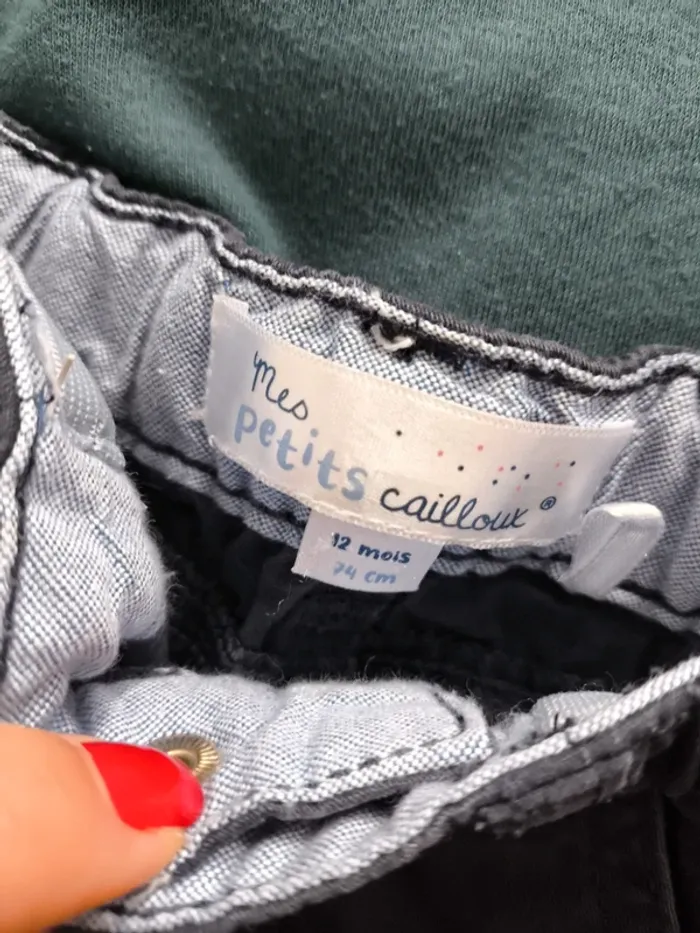 Mes
petits
cailloux ®
12 mois
74 cm